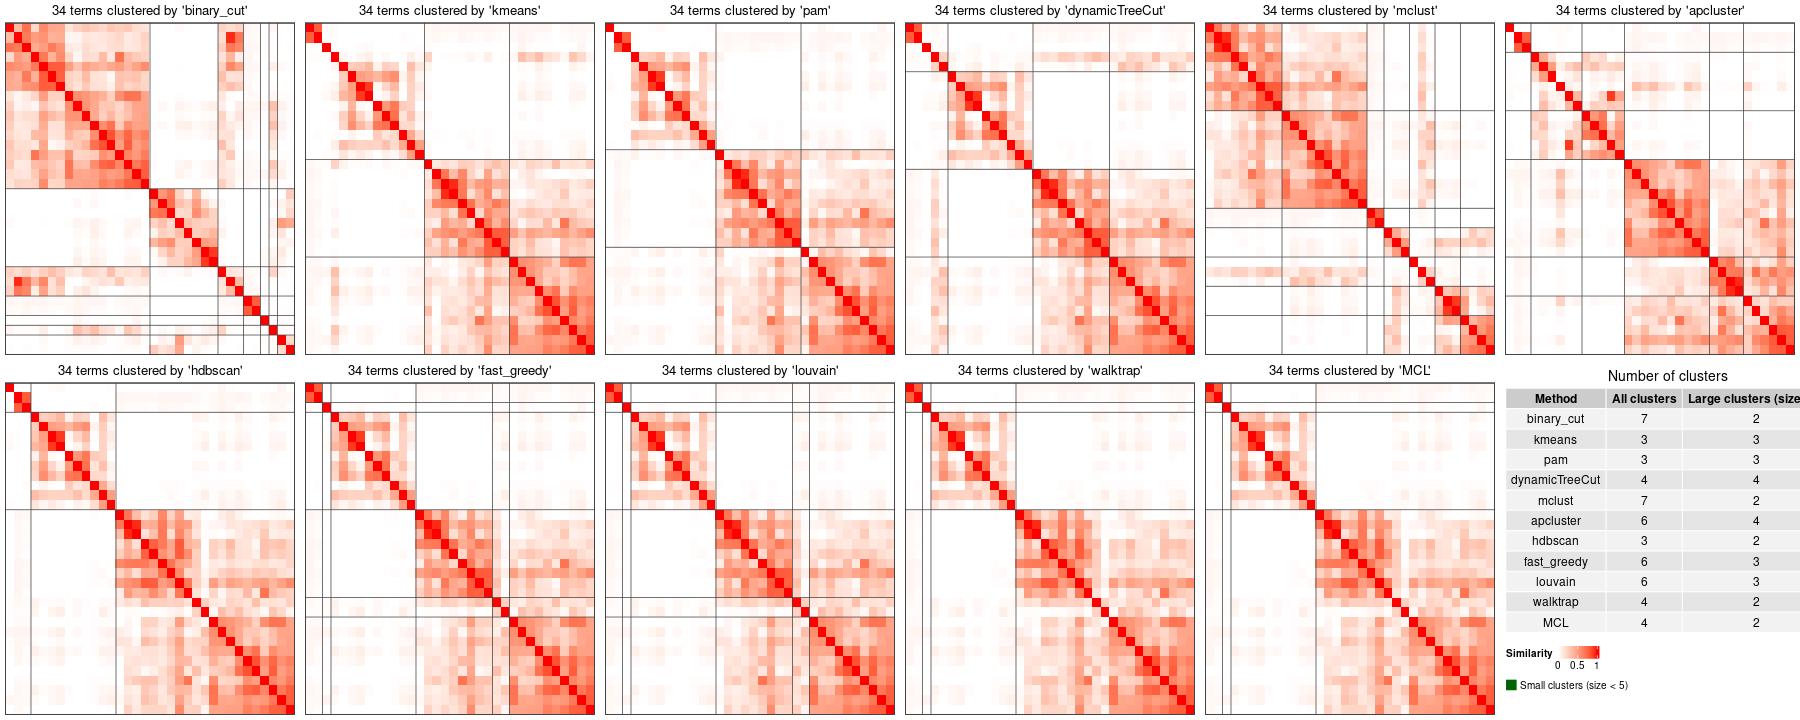 34 terms clustered by 'binary_cut'
34 terms clustered by 'kmeans'
34 terms clustered by 'pam'
34 terms clustered by 'dynamicTreeCut'
34 terms clustered by 'mclust'
34 terms clustered by 'apcluster'
34 terms clustered by 'hdbscan'
34 terms clustered by 'fast_greedy'
34 terms clustered by 'louvain'
34 terms clustered by 'walktrap'
34 terms clustered by 'MCL'
Number of clusters
Method All clusters Large clusters (size
binary_cut 7 2
kmeans 3 3
pam 3 3
dynamicTreeCut 4 4
mclust 7 2
apcluster 6 4
hdbscan 3 2
fast_greedy 6 3
louvain 6 3
walktrap 4 2
MCL 4 2
Similarity
0 0.5 1
Small clusters (size < 5)